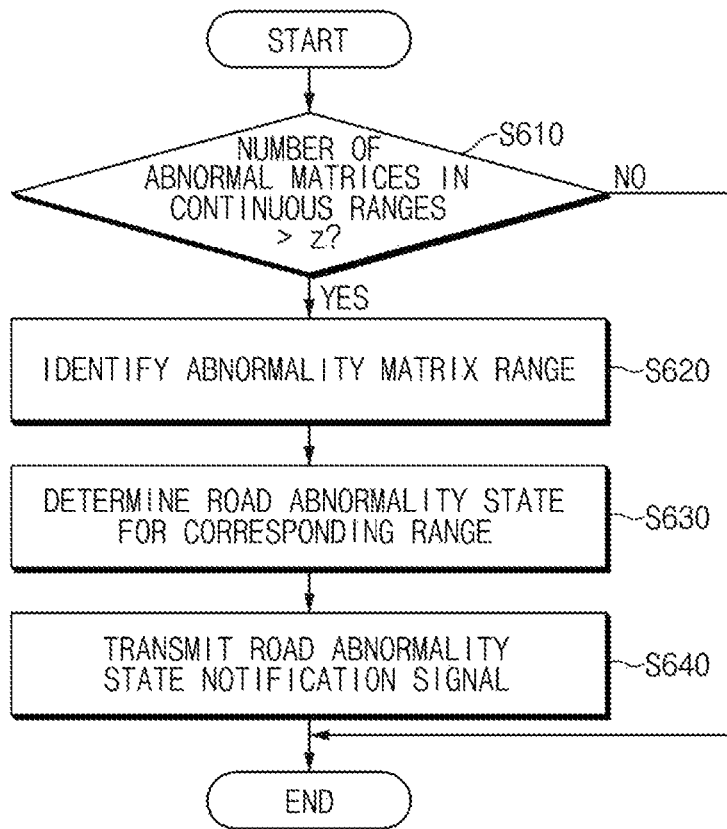 START
NUMBER OF
ABNORMAL MATRICES IN
CONTINUOUS RANGES
> z?
S610
NO
YES
IDENTIFY ABNORMALITY MATRIX RANGE
S620
DETERMINE ROAD ABNORMALITY STATE
FOR CORRESPONDING RANGE
S630
TRANSMIT ROAD ABNORMALITY
STATE NOTIFICATION SIGNAL
S640
END